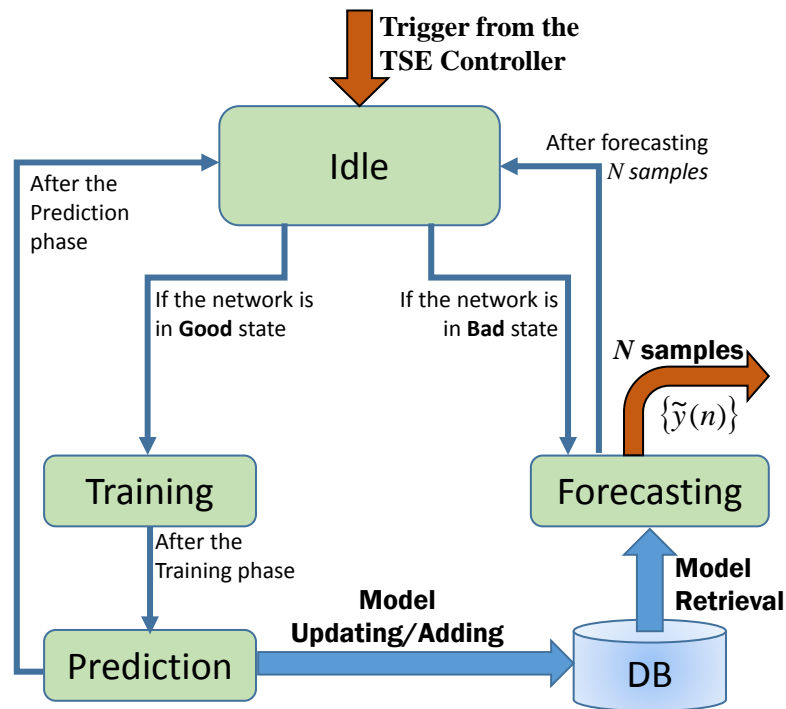 Trigger from the
TSE Controller
Idle
After the
Prediction
phase
After forecasting
N samples
If the network is
in Good state
If the network is
in Bad state
N samples
{ỹ(n)}
Training
Forecasting
After the
Training phase
Model
Retrieval
Model
Updating/Adding
Prediction
DB